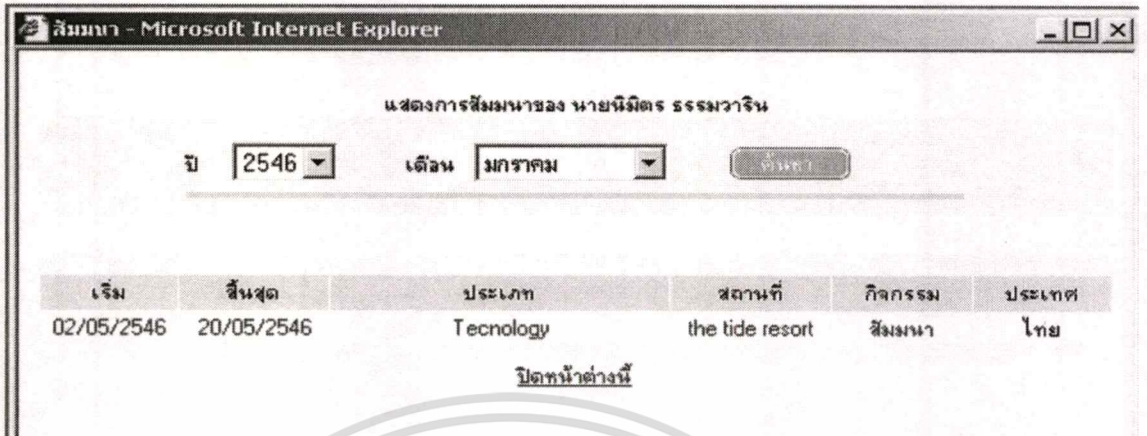 สัมมนา - Microsoft Internet Explorer
แสดงการสัมมนาของ นายนิมิตร ธรรมวาริน
ปี 2546 เดือน มกราคม ค้นหา
เริ่ม สิ้นสุด ประเภท สถานที่ กิจกรรม ประเทศ
02/05/2546 20/05/2546 Tecnology the tide resort สัมมนา ไทย
ปิดหน้าต่างนี้